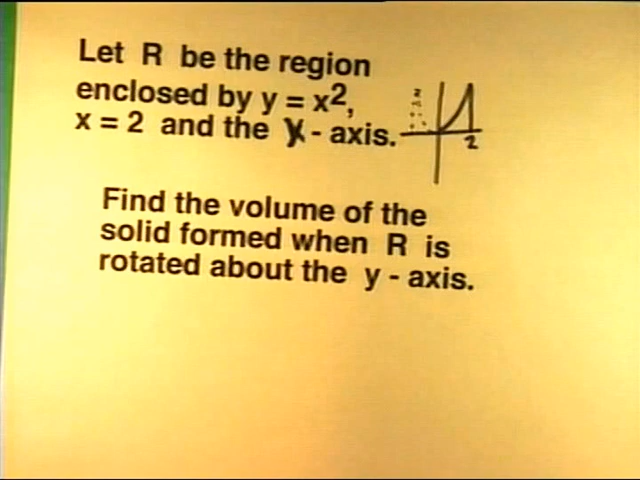 Let R be the region
enclosed by y = x²,
x = 2 and the x - axis.
2
Find the volume of the
solid formed when R is
rotated about the y - axis.